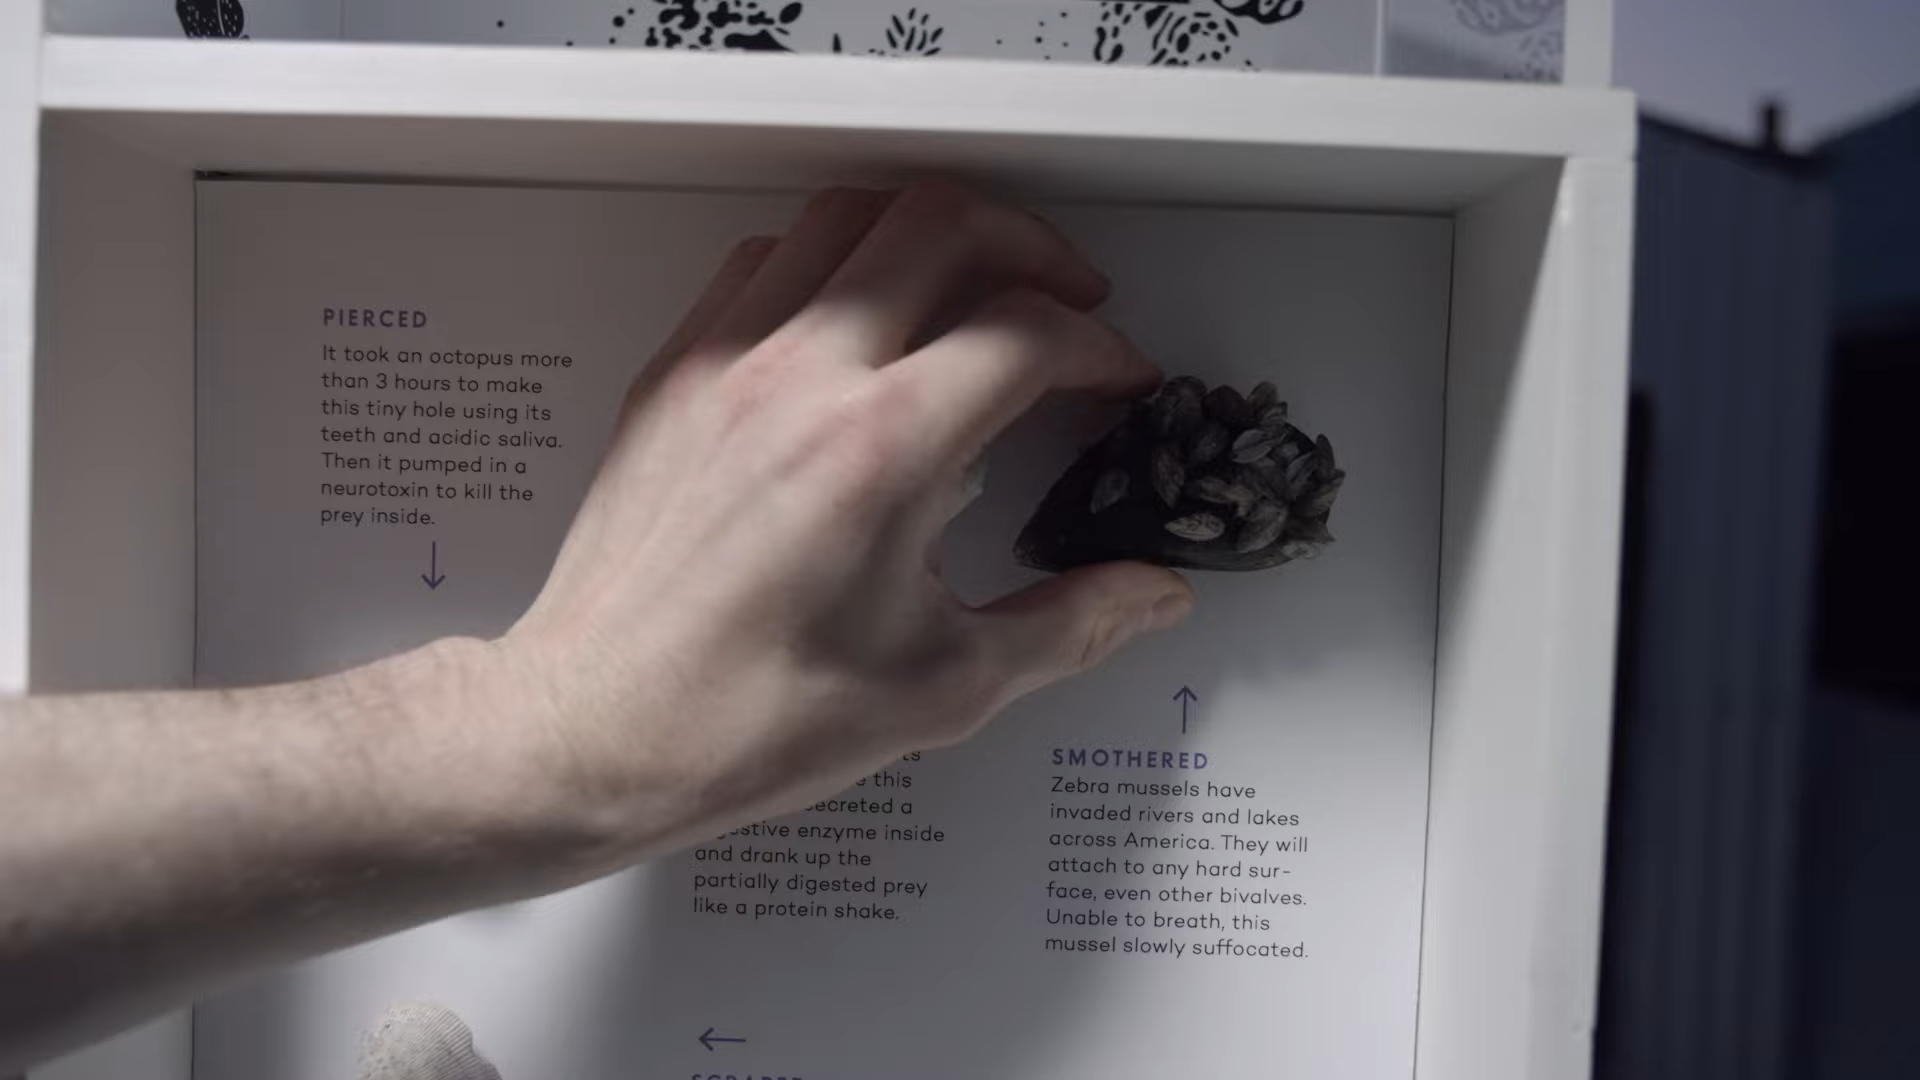 PIERCED
It took an octopus more
than 3 hours to make
this tiny hole using its
teeth and acidic saliva.
Then it pumped in a
neurotoxin to kill the
prey inside.
this
secreted a
enzyme inside
and drank up the
partially digested prey
like a protein shake.
SMOTHERED
Zebra mussels have
invaded rivers and lakes
across America. They will
attach to any hard sur-
face, even other bivalves.
Unable to breath, this
mussel slowly suffocated.